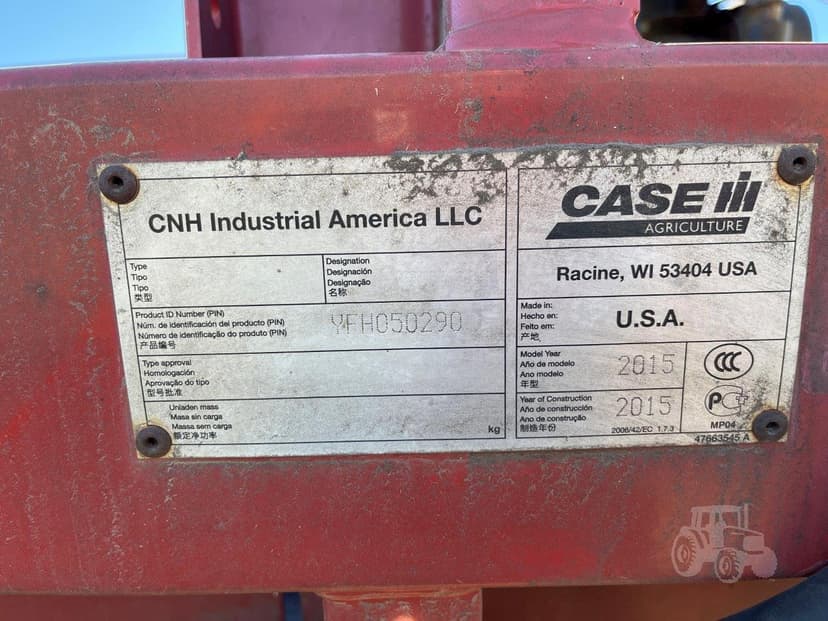 CNH Industrial America LLC
Type
Tipo
Tipo
类型
Designation
Designación
Designação
名称
Product ID Number (PIN)
Núm. de identificación del producto (PIN)
Número de identificação do produto (PIN)
产品编号
YFH050290
Type approval
Homologación
Aprovação do tipo
型号批准
Unladen mass
Masa sin carga
Massa sem carga
额定净功率
kg
CASE IH
AGRICULTURE
Racine, WI 53404 USA
Made in:
Hecho en:
Feito em:
产地
U.S.A.
Model Year
Año de modelo
Ano modelo
年型
2015
Year of Construction
Año de construcción
Ano de construção
制造年份
2015
2006/42/EC 1.7.3
CCC
PCT
MP04
47663545 A